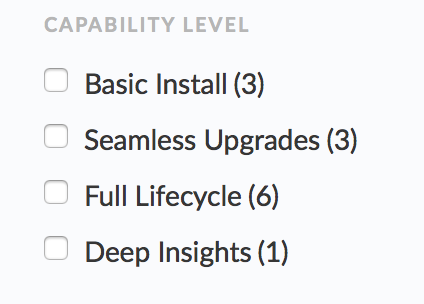 CAPABILITY LEVEL
Basic Install (3)
Seamless Upgrades (3)
Full Lifecycle (6)
Deep Insights (1)